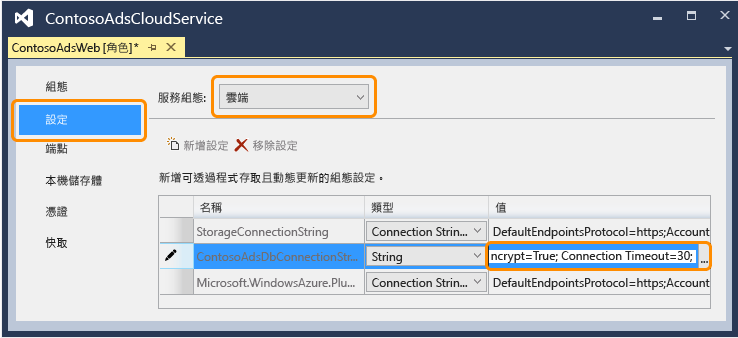 ContosoAdsCloudService
ContosoAdsWeb [角色]*
組態
設定
端點
本機儲存體
憑證
快取
服務組態: 雲端
新增設定 移除設定
新增可透過程式存取且動態更新的組態設定。
名稱 類型 值
StorageConnectionString Connection Strin... DefaultEndpointsProtocol=https;Account
ContosoAdsDbConnectionStr... String ncrypt=True; Connection Timeout=30; ...
Microsoft.WindowsAzure.Plu... Connection Strin... DefaultEndpointsProtocol=https;Account